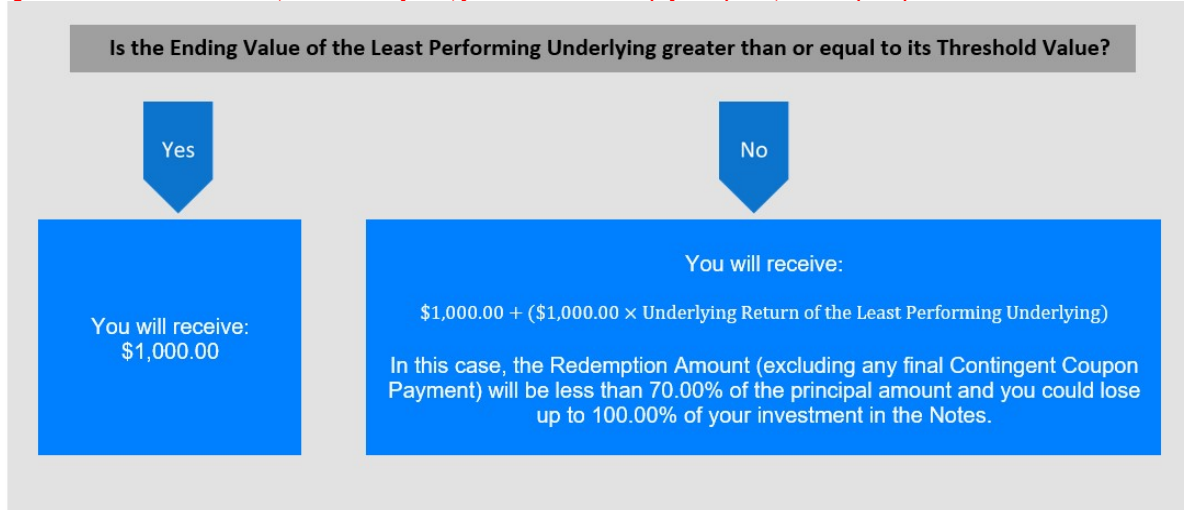 Is the Ending Value of the Least Performing Underlying greater than or equal to its Threshold Value?
Yes
No
You will receive:
$1,000.00
You will receive:
$1,000.00 + ($1,000.00 × Underlying Return of the Least Performing Underlying)
In this case, the Redemption Amount (excluding any final Contingent Coupon
Payment) will be less than 70.00% of the principal amount and you could lose
up to 100.00% of your investment in the Notes.